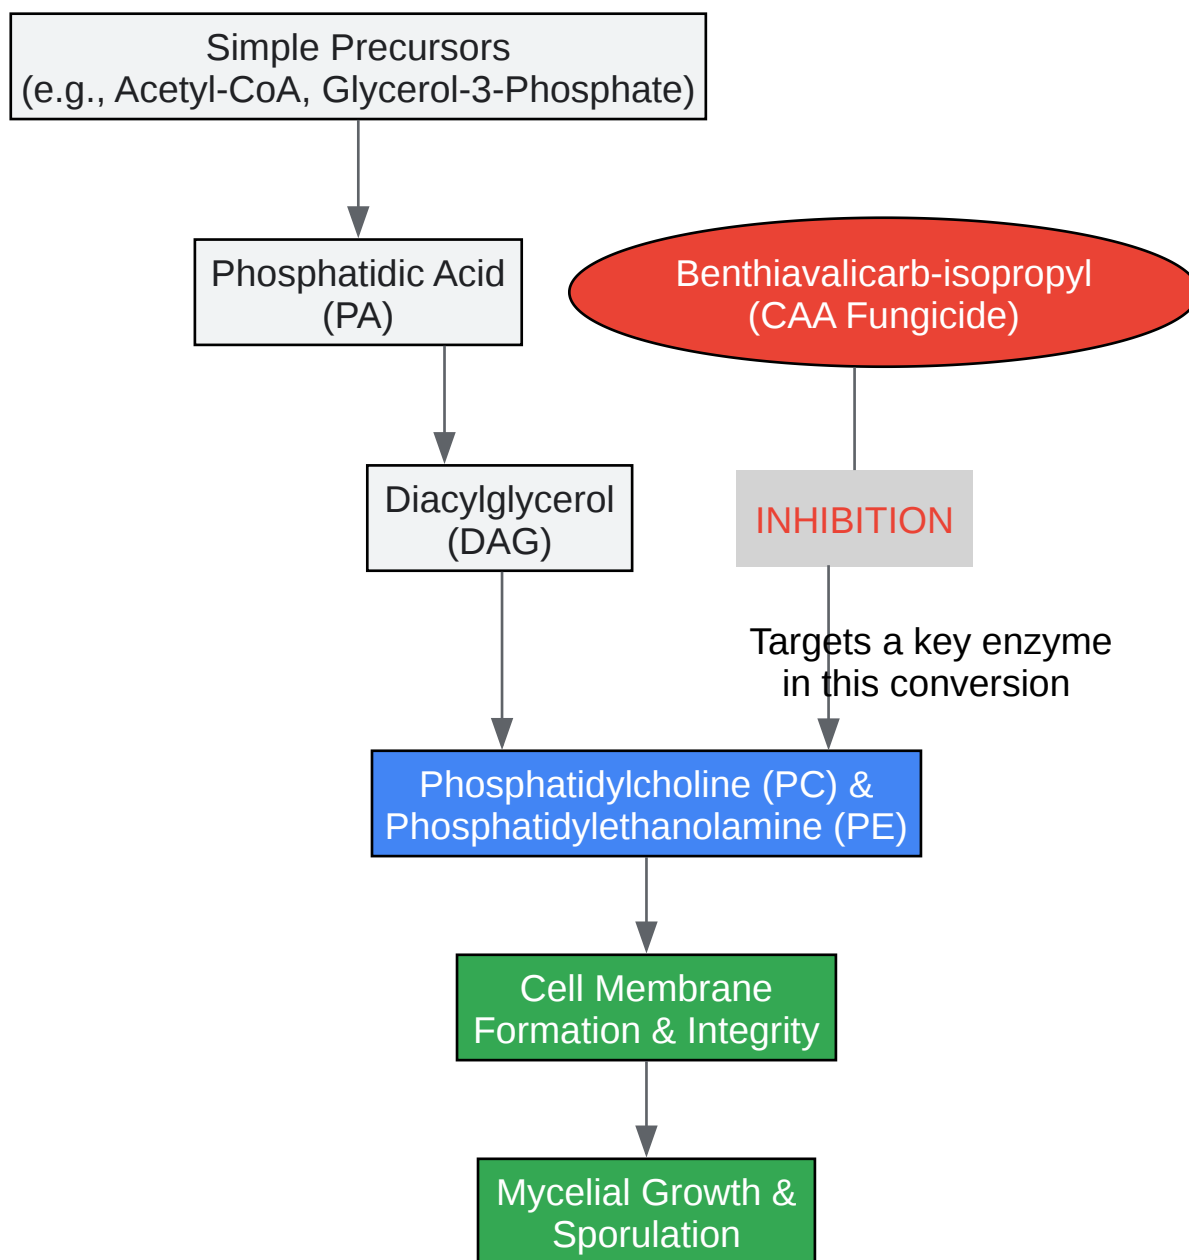 Simple Precursors
(e.g., Acetyl-CoA, Glycerol-3-Phosphate)
Phosphatidic Acid
(PA)
Benthiavalicarb-isopropyl
(CAA Fungicide)
Diacylglycerol
(DAG)
INHIBITION
Targets a key enzyme
in this conversion
Phosphatidylcholine (PC) &
Phosphatidylethanolamine (PE)
Cell Membrane
Formation & Integrity
Mycelial Growth &
Sporulation